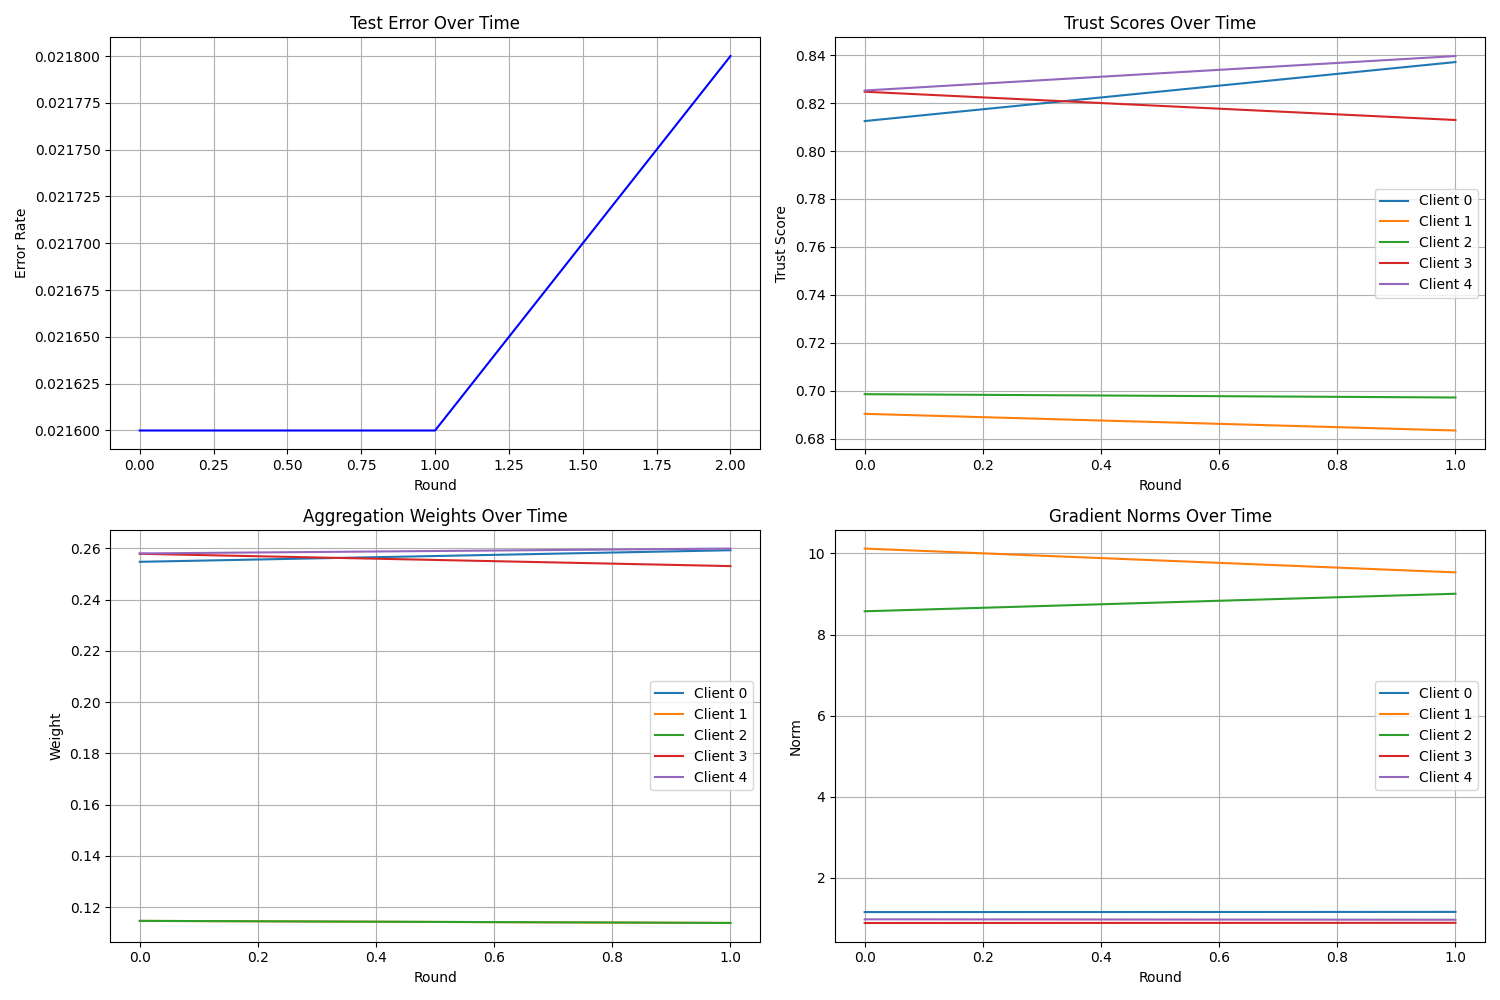 Test Error Over Time
Error Rate
0.021800
0.021775
0.021750
0.021725
0.021700
0.021675
0.021650
0.021625
0.021600
0.00 0.25 0.50 0.75 1.00 1.25 1.50 1.75 2.00
Round
Trust Scores Over Time
Trust Score
0.84
0.82
0.80
0.78
0.76
0.74
0.72
0.70
0.68
Client 0
Client 1
Client 2
Client 3
Client 4
0.0 0.2 0.4 0.6 0.8 1.0
Round
Aggregation Weights Over Time
Weight
0.26
0.24
0.22
0.20
0.18
0.16
0.14
0.12
Client 0
Client 1
Client 2
Client 3
Client 4
0.0 0.2 0.4 0.6 0.8 1.0
Round
Gradient Norms Over Time
Norm
10
8
6
4
2
Client 0
Client 1
Client 2
Client 3
Client 4
0.0 0.2 0.4 0.6 0.8 1.0
Round